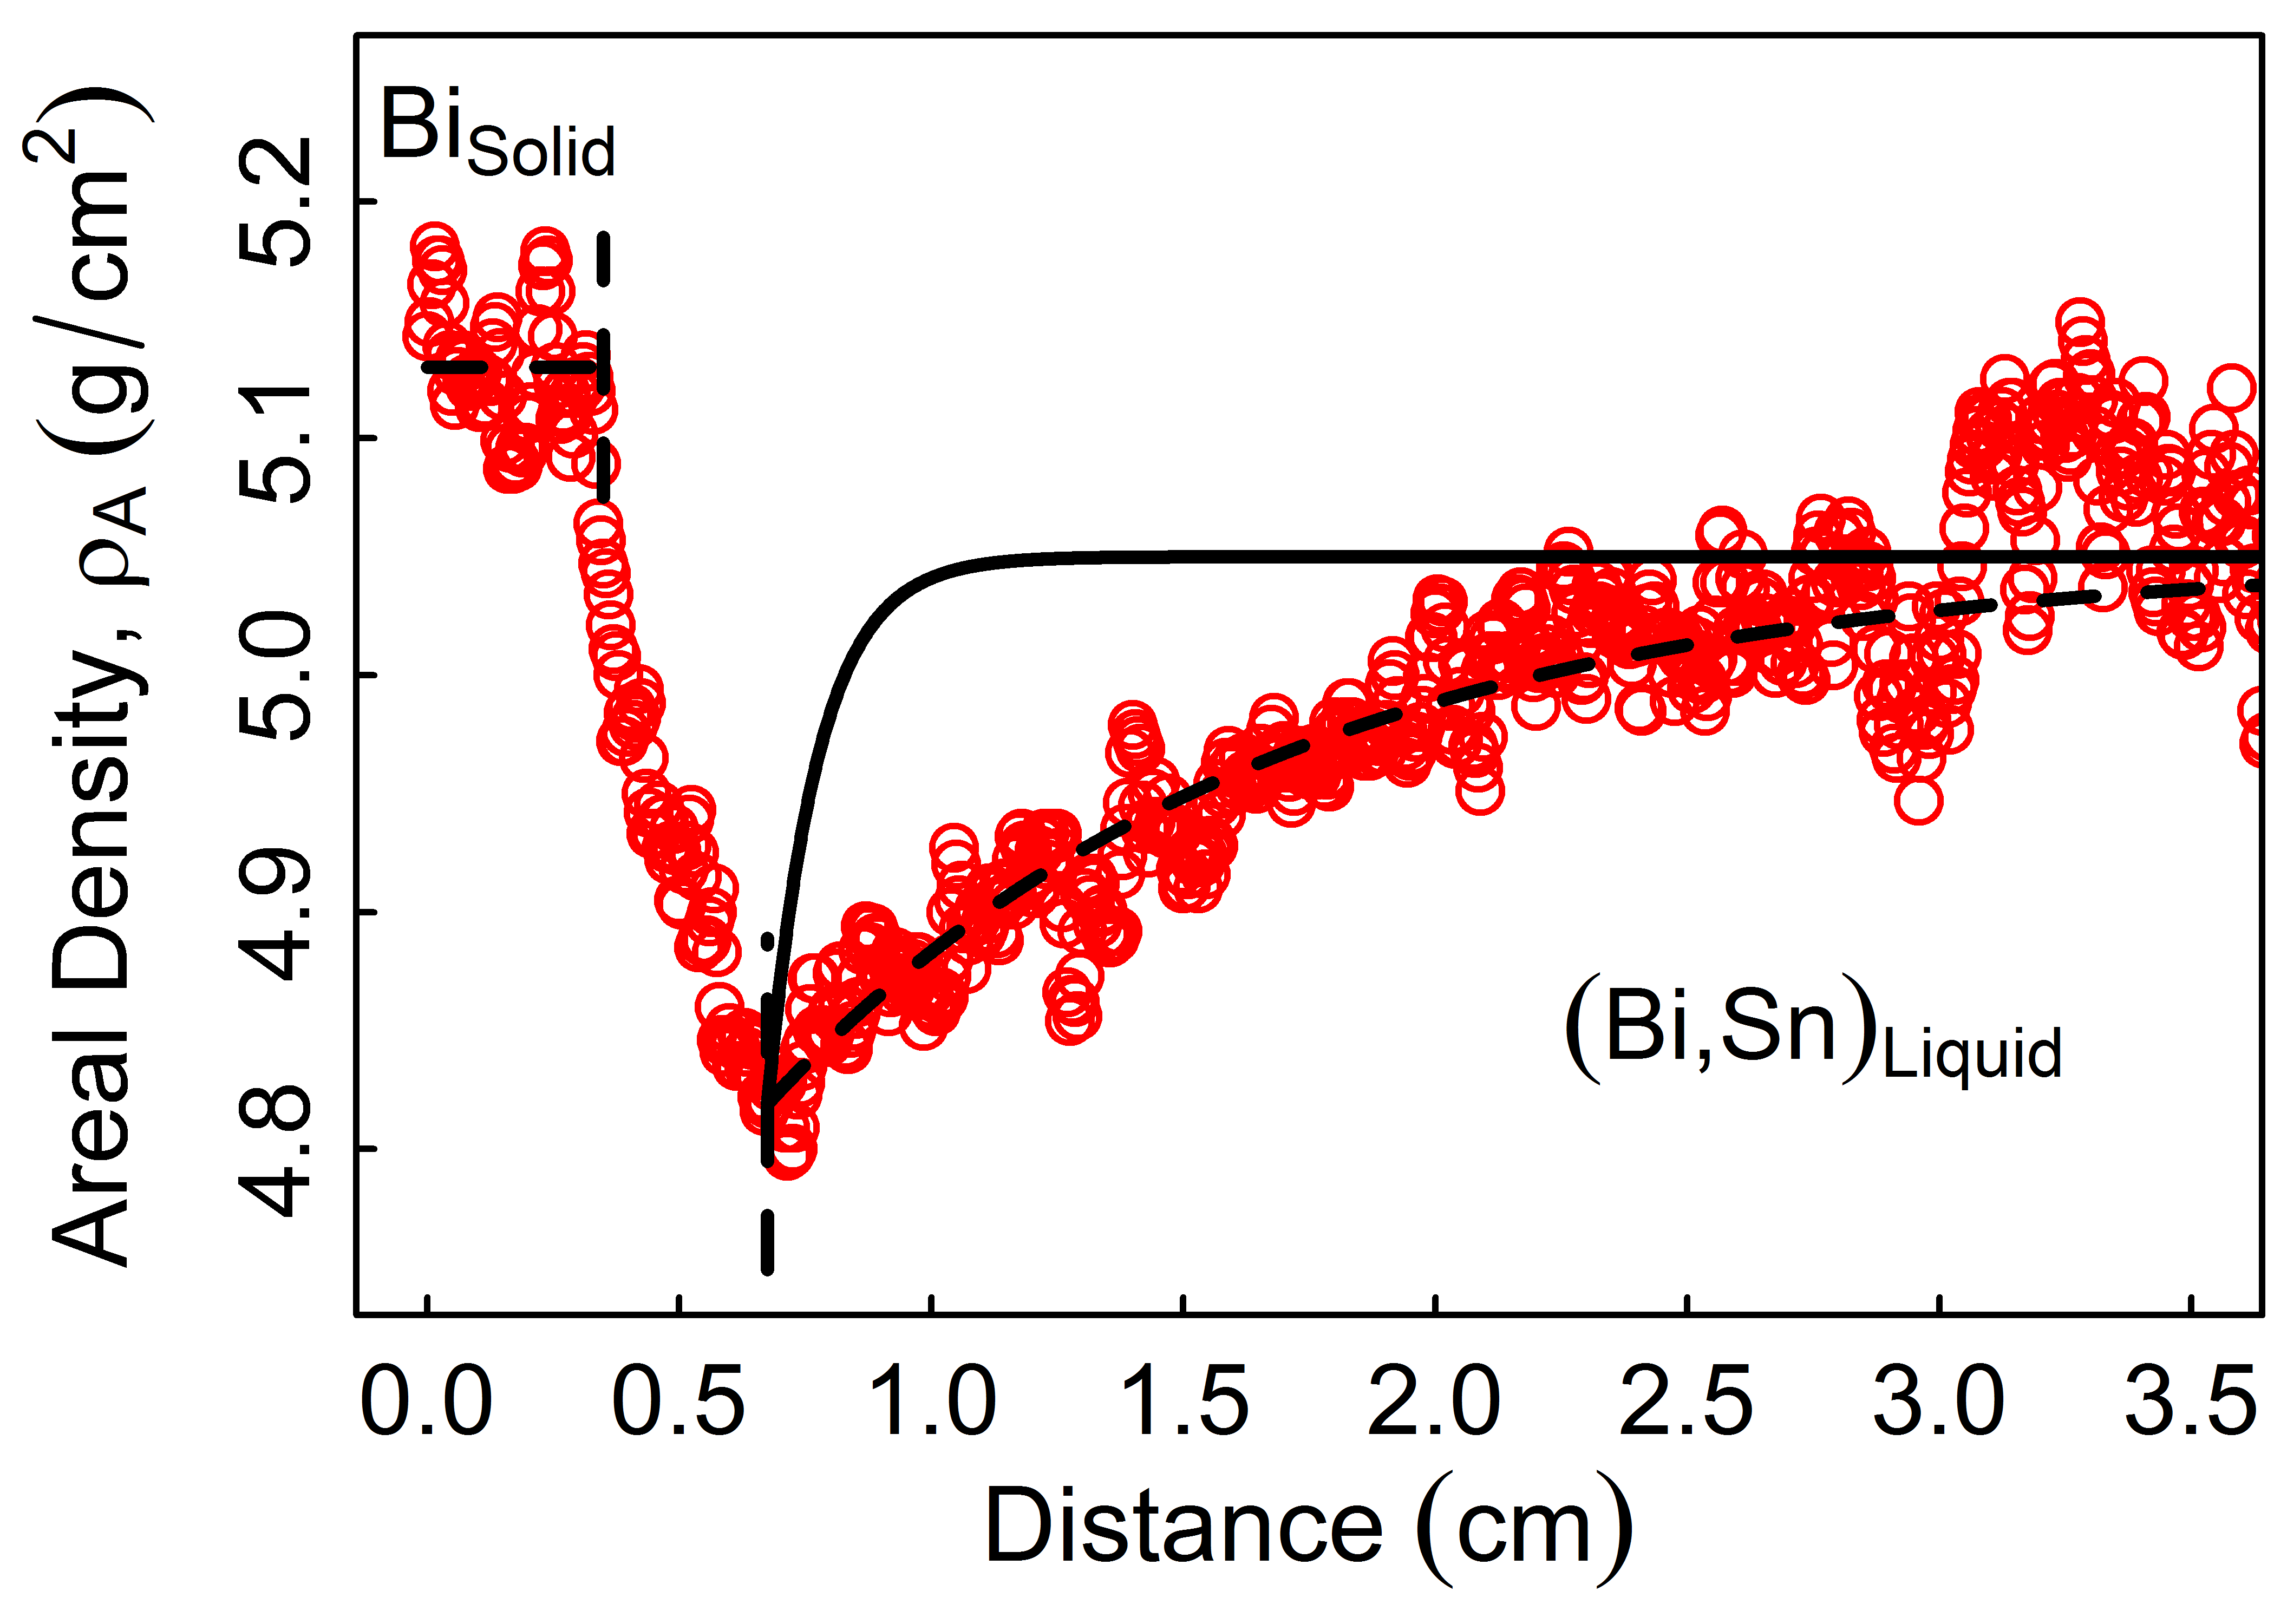 Areal Density, ρA (g/cm2)
5.2
5.1
5.0
4.9
4.8
BiSolid
(Bi,Sn)Liquid
0.0 0.5 1.0 1.5 2.0 2.5 3.0 3.5
Distance (cm)